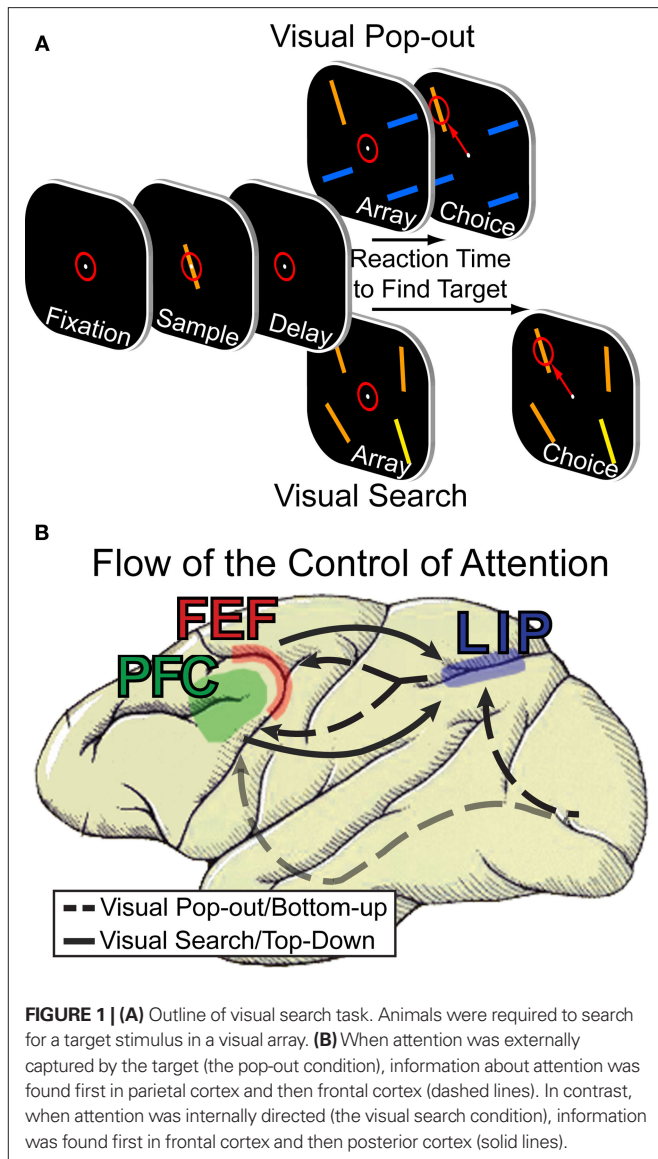 A
Visual Pop-out
Array
Choice
Fixation
Sample
Delay
Reaction Time
to Find Target
Array
Choice
Visual Search
B
Flow of the Control of Attention
FEF
LIP
PFC
Visual Pop-out/Bottom-up
Visual Search/Top-Down
FIGURE 1 | (A) Outline of visual search task. Animals were required to search
for a target stimulus in a visual array. (B) When attention was externally
captured by the target (the pop-out condition), information about attention was
found first in parietal cortex and then frontal cortex (dashed lines). In contrast,
when attention was internally directed (the visual search condition), information
was found first in frontal cortex and then posterior cortex (solid lines).